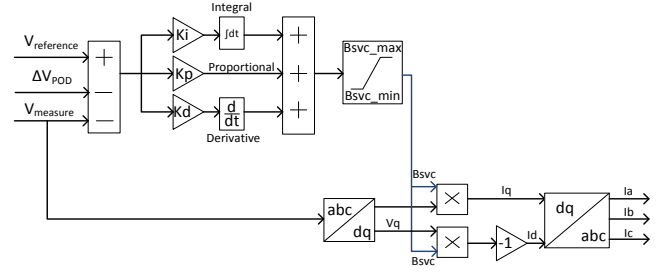 Integral
Vreference
Ki
∫dt
+
+
Bsvc_max
ΔVPOD
−
Kp
Proportional
+
Bsvc_min
Vmeasure
−
Kd
d
dt
+
Derivative
Bsvc
×
Iq
Ia
abc
dq
Vq
dq
abc
Ib
Ic
×
-1
Id
Bsvc